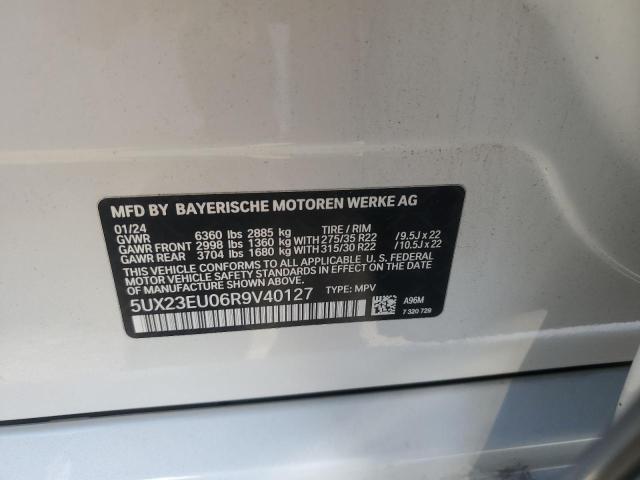 MFD BY BAYERISCHE MOTOREN WERKE AG
01/24
GVWR 6360 lbs 2885 kg TIRE / RIM
GAWR FRONT 2998 lbs 1360 kg WITH 275/35 R22 /9.5J x 22
GAWR REAR 3704 lbs 1680 kg WITH 315/30 R22 /10.5J x 22
THIS VEHICLE CONFORMS TO ALL APPLICABLE FEDERAL
MOTOR VEHICLE SAFETY STANDARDS IN EFFECT ON THE
DATE OF MANUFACTURE SHOWN ABOVE.
5UX23EU06R9V40127 TYPE: MPV
A96M
7 320 729